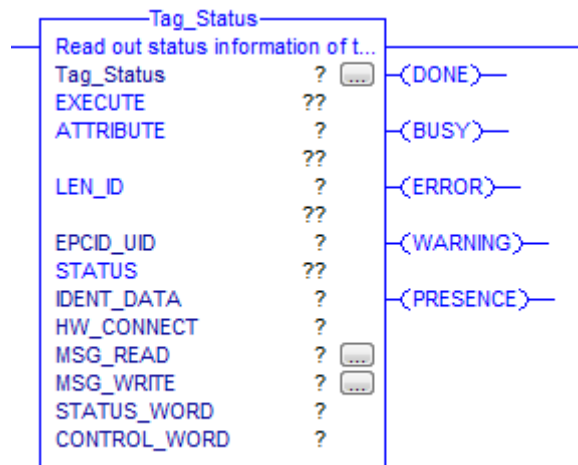 Tag_Status
Read out status information of t...
Tag_Status ? ... (DONE)
EXECUTE ??
ATTRIBUTE ? (BUSY)
??
LEN_ID ? (ERROR)
??
EPCID_UID ? (WARNING)
STATUS ??
IDENT_DATA ? (PRESENCE)
HW_CONNECT ?
MSG_READ ? ...
MSG_WRITE ? ...
STATUS_WORD ?
CONTROL_WORD ?